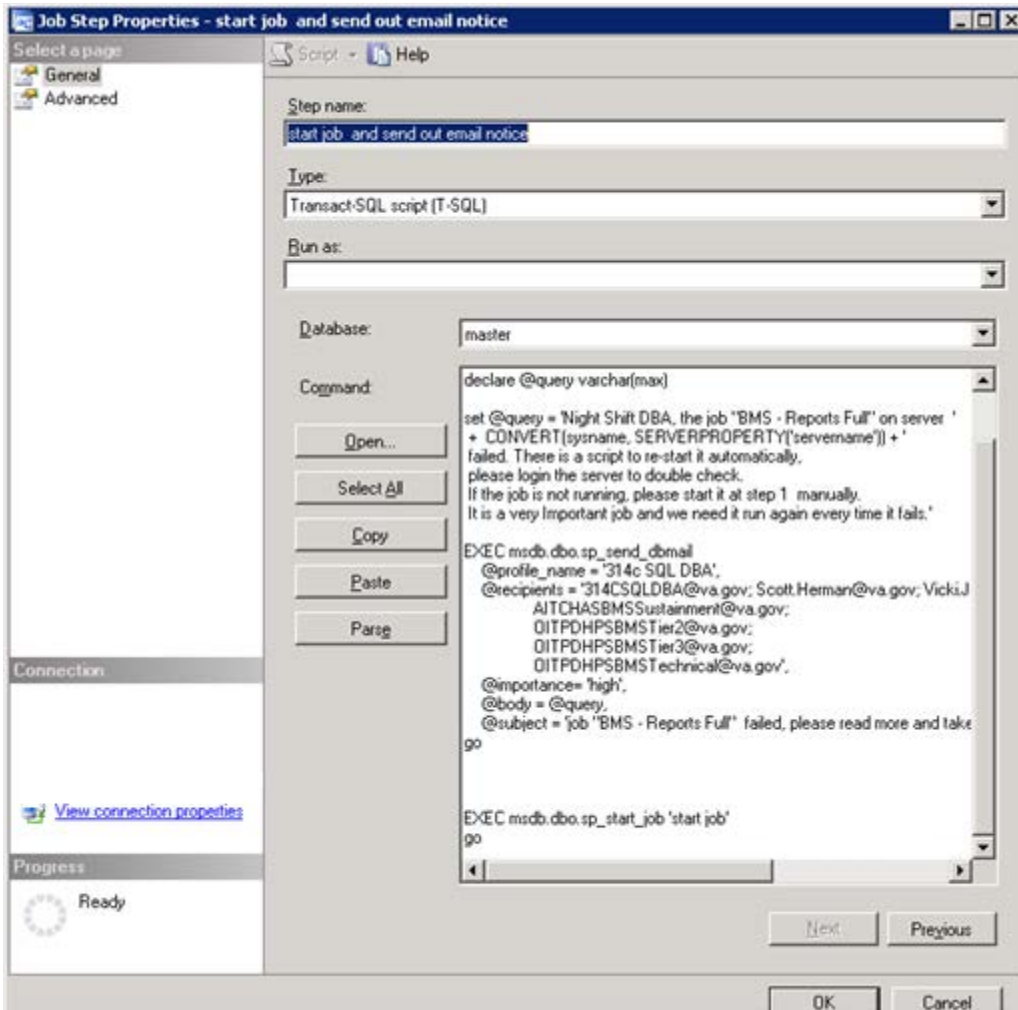 Job Step Properties - start job  and send out email notice
Select a page
General
Advanced
Script
Help
Step name:
start job  and send out email notice
Type:
Transact-SQL script (T-SQL)
Run as:
Database:
master
Command:
Open...
Select All
Copy
Paste
Parse
declare @query varchar(max)
set @query = 'Night Shift DBA, the job "BMS - Reports Full" on server  '
+  CONVERT(sysname, SERVERPROPERTY('servername')) + '
failed. There is a script to re-start it automatically,
please login the server to double check.
If the job is not running, please start it at step 1  manually.
It is a very Important job and we need it run again every time it fails.'
EXEC msdb.dbo.sp_send_dbmail
@profile_name = '314c SQL DBA',
@recipients = '314CSQLDBA@va.gov; Scott.Herman@va.gov; Vicki.J
AITCHASBMSSustainment@va.gov;
OITPDHPSBMSTier2@va.gov;
OITPDHPSBMSTier3@va.gov;
OITPDHPSBMSTechnical@va.gov',
@importance= 'high',
@body = @query,
@subject = 'job "BMS - Reports Full"  failed, please read more and take
go
EXEC msdb.dbo.sp_start_job 'start job'
go
Connection
View connection properties
Progress
Ready
Next
Previous
OK
Cancel